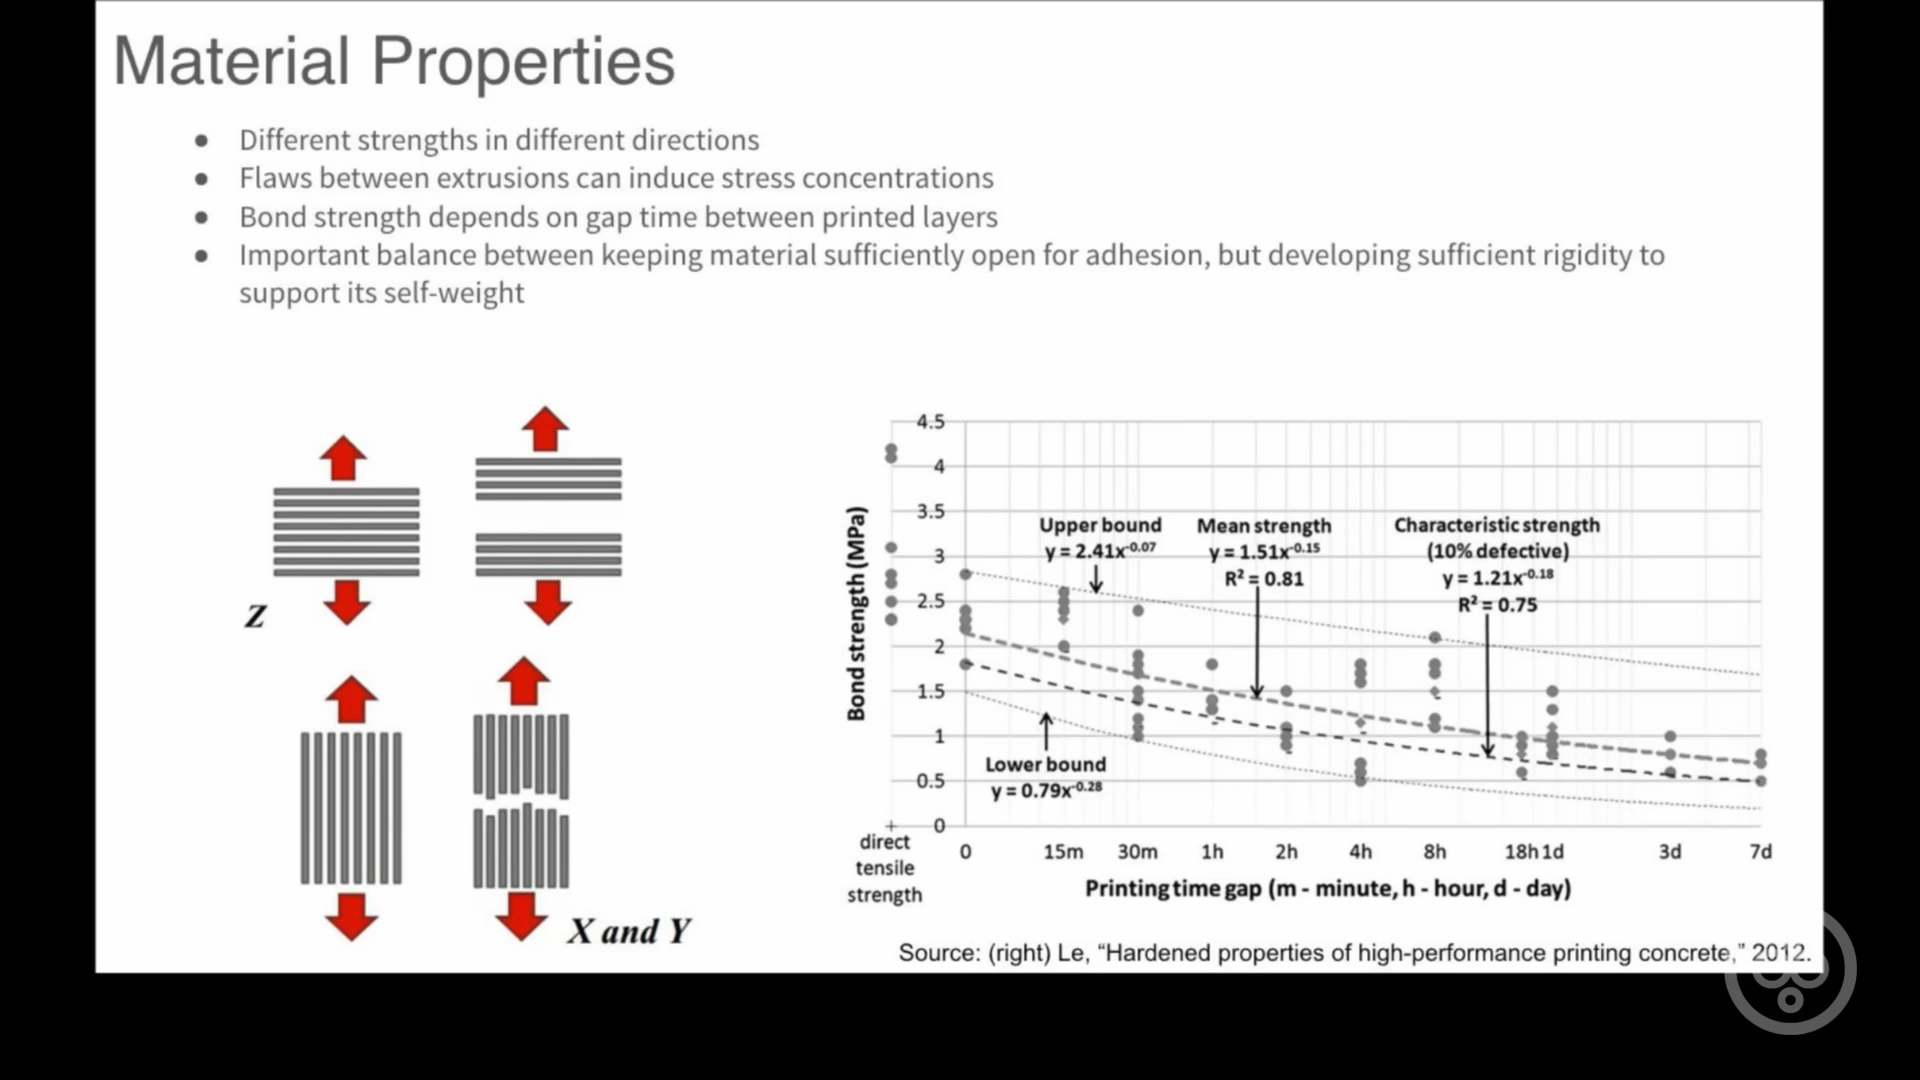 Material Properties
● Different strengths in different directions
● Flaws between extrusions can induce stress concentrations
● Bond strength depends on gap time between printed layers
● Important balance between keeping material sufficiently open for adhesion, but developing sufficient rigidity to
support its self-weight
Z
X and Y
Bond strength (MPa)
4.5
4
3.5
3
2.5
2
1.5
1
0.5
0
Upper bound
y = 2.41x^-0.07
Mean strength
y = 1.51x^-0.15
R² = 0.81
Characteristic strength
(10% defective)
y = 1.21x^-0.18
R² = 0.75
Lower bound
y = 0.79x^-0.28
direct
tensile
strength
0 15m 30m 1h 2h 4h 8h 18h 1d 3d 7d
Printing time gap (m - minute, h - hour, d - day)
Source: (right) Le, “Hardened properties of high-performance printing concrete,” 2012.